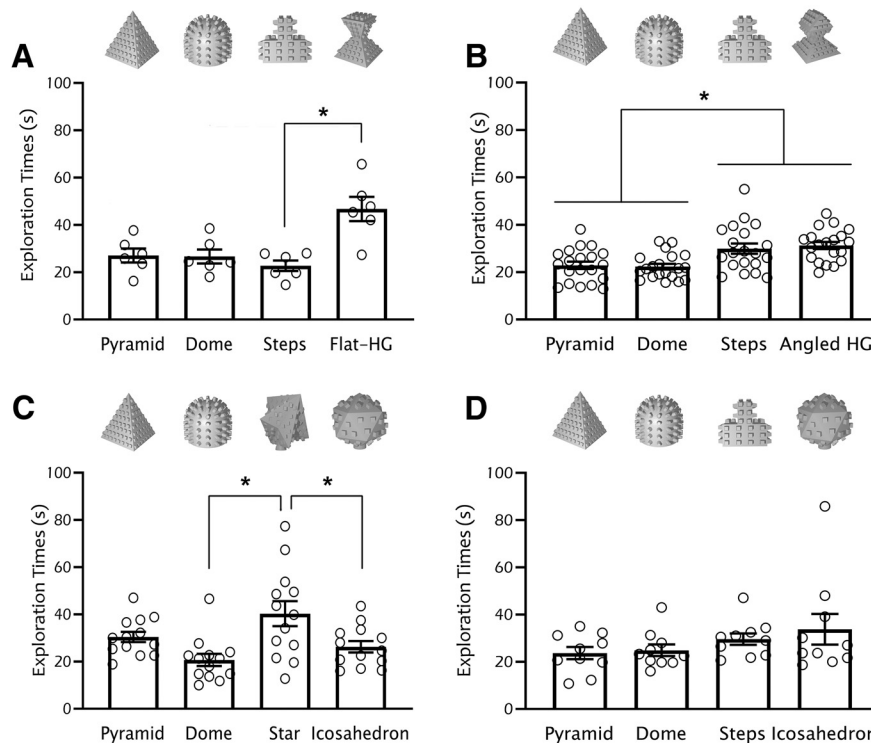 A
Exploration Times (s)
100
80
60
40
20
0
*
Pyramid Dome Steps Flat-HG
B
Exploration Times (s)
100
80
60
40
20
0
*
Pyramid Dome Steps Angled HG
C
Exploration Times (s)
100
80
60
40
20
0
* *
Pyramid Dome Star Icosahedron
D
Exploration Times (s)
100
80
60
40
20
0
Pyramid Dome Steps Icosahedron